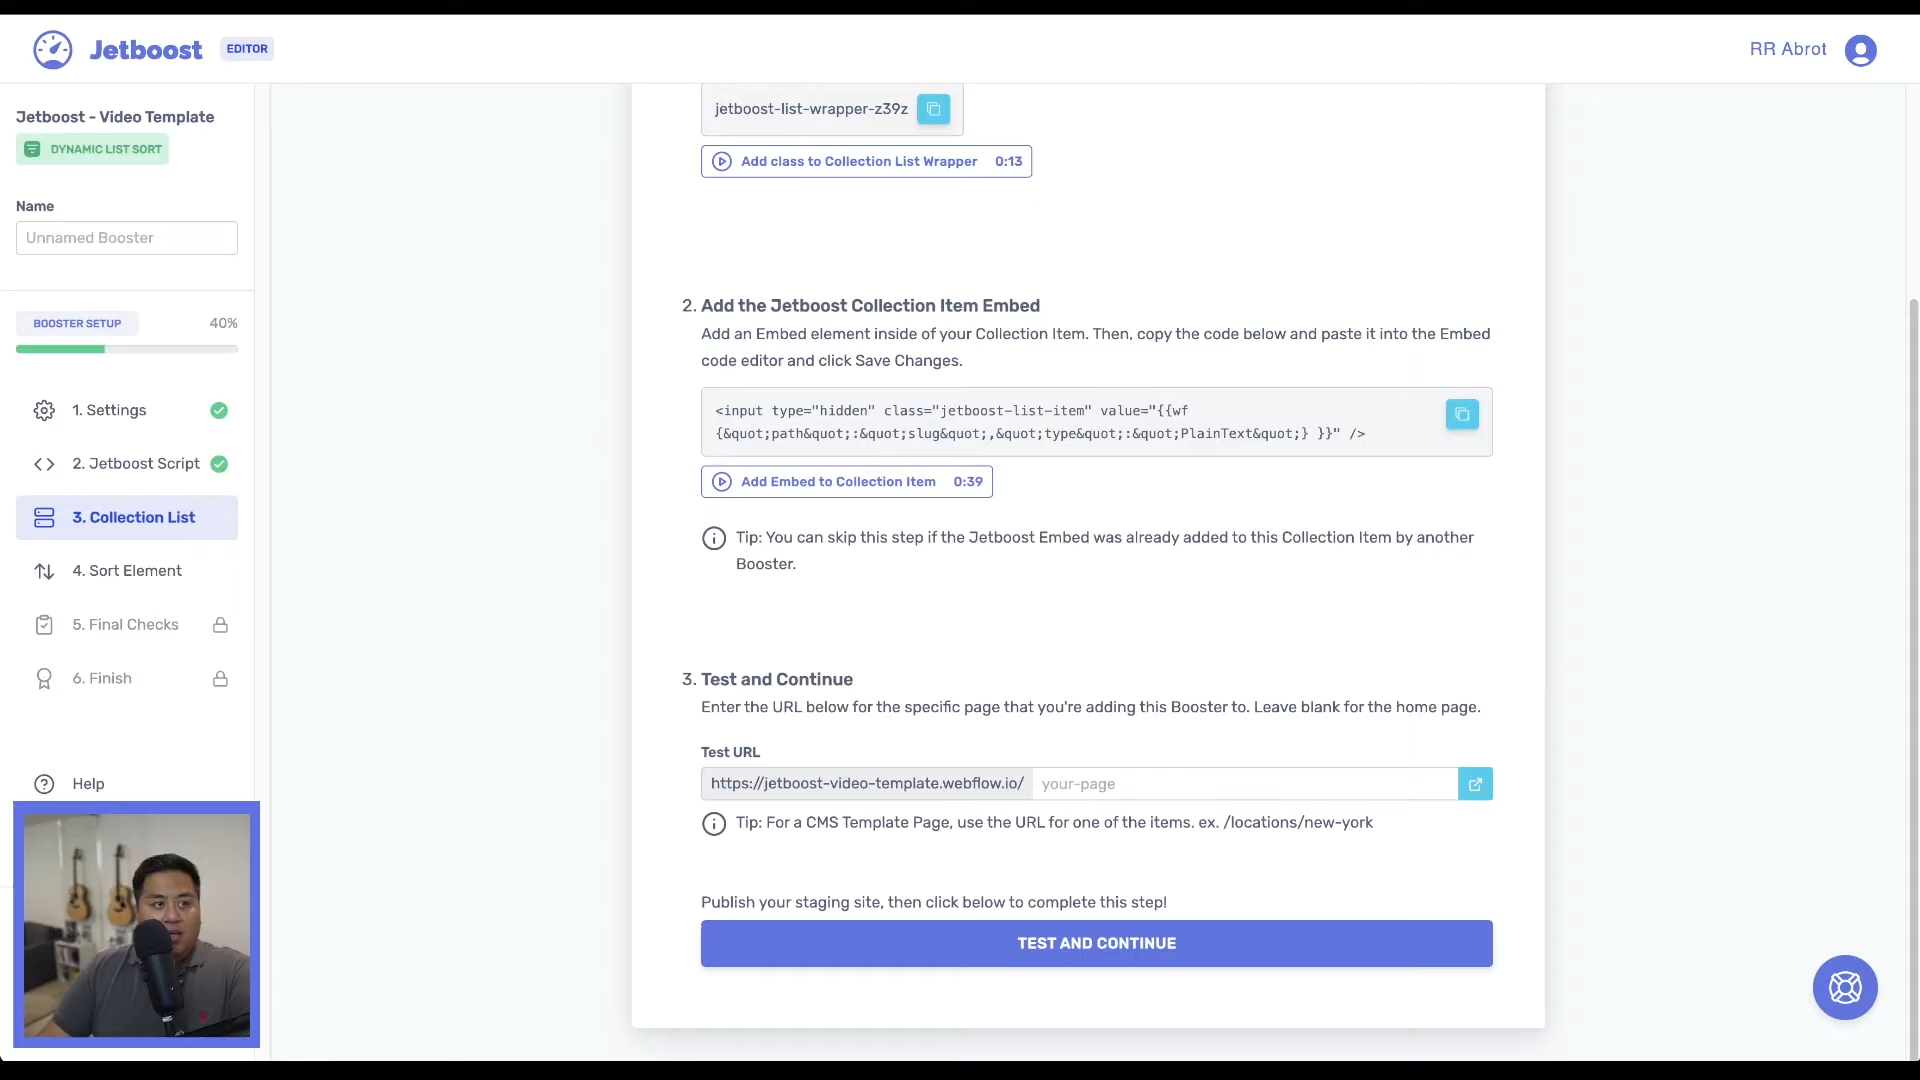 Jetboost EDITOR
RR Abrot
Jetboost - Video Template
DYNAMIC LIST SORT
Name
Unnamed Booster
BOOSTER SETUP 40%
1. Settings
2. Jetboost Script
3. Collection List
4. Sort Element
5. Final Checks
6. Finish
Help
jetboost-list-wrapper-z39z
Add class to Collection List Wrapper 0:13
2. Add the Jetboost Collection Item Embed
Add an Embed element inside of your Collection Item. Then, copy the code below and paste it into the Embed
code editor and click Save Changes.
<input type="hidden" class="jetboost-list-item" value="{{wf
{&quot;path&quot;:&quot;slug&quot;,&quot;type&quot;:&quot;PlainText&quot;} }}" />
Add Embed to Collection Item 0:39
Tip: You can skip this step if the Jetboost Embed was already added to this Collection Item by another
Booster.
3. Test and Continue
Enter the URL below for the specific page that you're adding this Booster to. Leave blank for the home page.
Test URL
https://jetboost-video-template.webflow.io/ your-page
Tip: For a CMS Template Page, use the URL for one of the items. ex. /locations/new-york
Publish your staging site, then click below to complete this step!
TEST AND CONTINUE